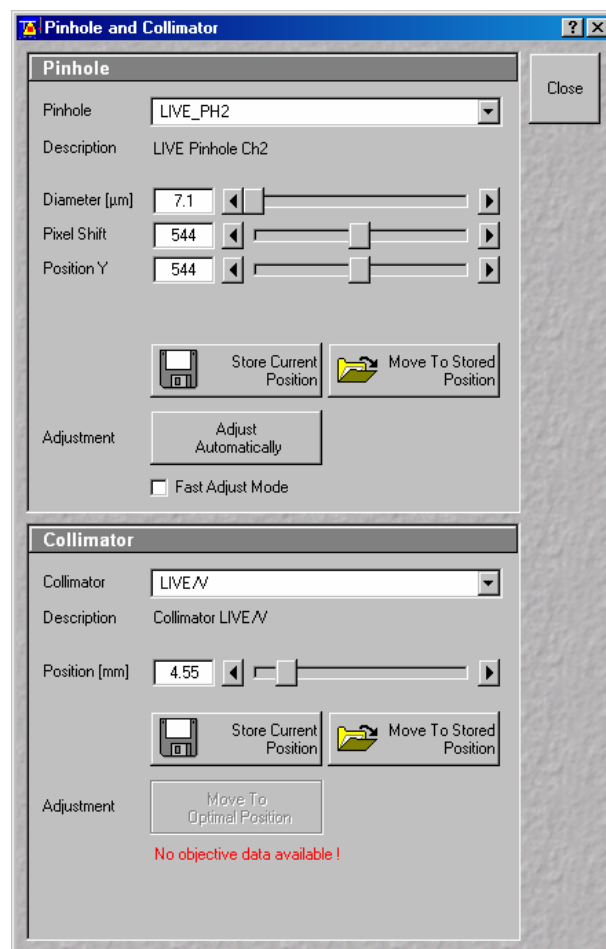 Pinhole and Collimator
Pinhole
Close
Pinhole LIVE_PH2
Description LIVE Pinhole Ch2
Diameter [µm] 7.1
Pixel Shift 544
Position Y 544
Store Current
Position
Move To Stored
Position
Adjustment
Adjust
Automatically
Fast Adjust Mode
Collimator
Collimator LIVE/V
Description Collimator LIVE/V
Position [mm] 4.55
Store Current
Position
Move To Stored
Position
Adjustment
Move To
Optimal Position
No objective data available !